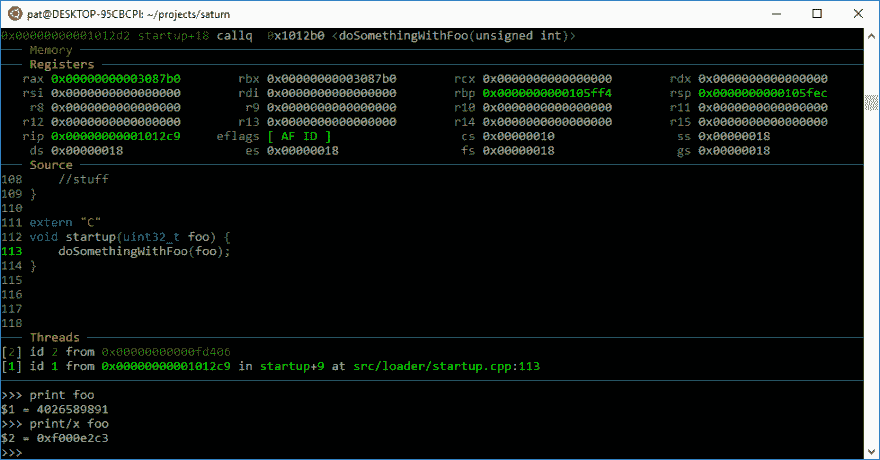 pat@DESKTOP-95CBCPI: ~/projects/saturn
0x00000000001012d2 startup+18 callq 0x1012b0 <doSomethingWithFoo(unsigned int)>
Memory
Registers
rax 0x00000000003087b0 rbx 0x00000000003087b0 rcx 0x0000000000000000 rdx 0x0000000000000000
rsi 0x0000000000000000 rdi 0x0000000000000000 rbp 0x0000000000105ff4 rsp 0x0000000000105fec
r8 0x0000000000000000 r9 0x0000000000000000 r10 0x0000000000000000 r11 0x0000000000000000
r12 0x0000000000000000 r13 0x0000000000000000 r14 0x0000000000000000 r15 0x0000000000000000
rip 0x00000000001012c9 eflags [ AF ID ] cs 0x00000010 ss 0x00000018
ds 0x00000018 es 0x00000018 fs 0x00000018 gs 0x00000018
Source
108 //stuff
109 }
110
111 extern "C"
112 void startup(uint32_t foo) {
113 doSomethingWithFoo(foo);
114 }
115
116
117
118
Threads
[2] id 2 from 0x00000000000fd406
[1] id 1 from 0x00000000001012c9 in startup+9 at src/loader/startup.cpp:113
>>> print foo
$1 = 4026589891
>>> print/x foo
$2 = 0xf000e2c3
>>>